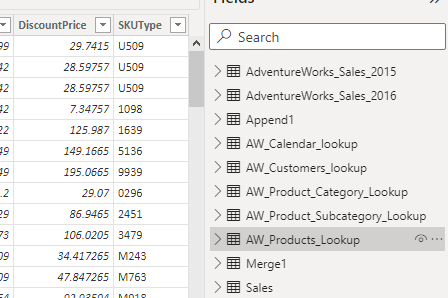 DiscountPrice SKUType
29.7415 U509
28.59757 U509
28.59757 U509
7.34757 1098
125.987 1639
149.1665 5136
195.0665 9939
29.07 0296
86.9465 2451
106.0205 3479
34.417265 M243
47.847265 M763
Search
AdventureWorks_Sales_2015
AdventureWorks_Sales_2016
Append1
AW_Calendar_lookup
AW_Customers_lookup
AW_Product_Category_Lookup
AW_Product_Subcategory_Lookup
AW_Products_Lookup
Merge1
Sales